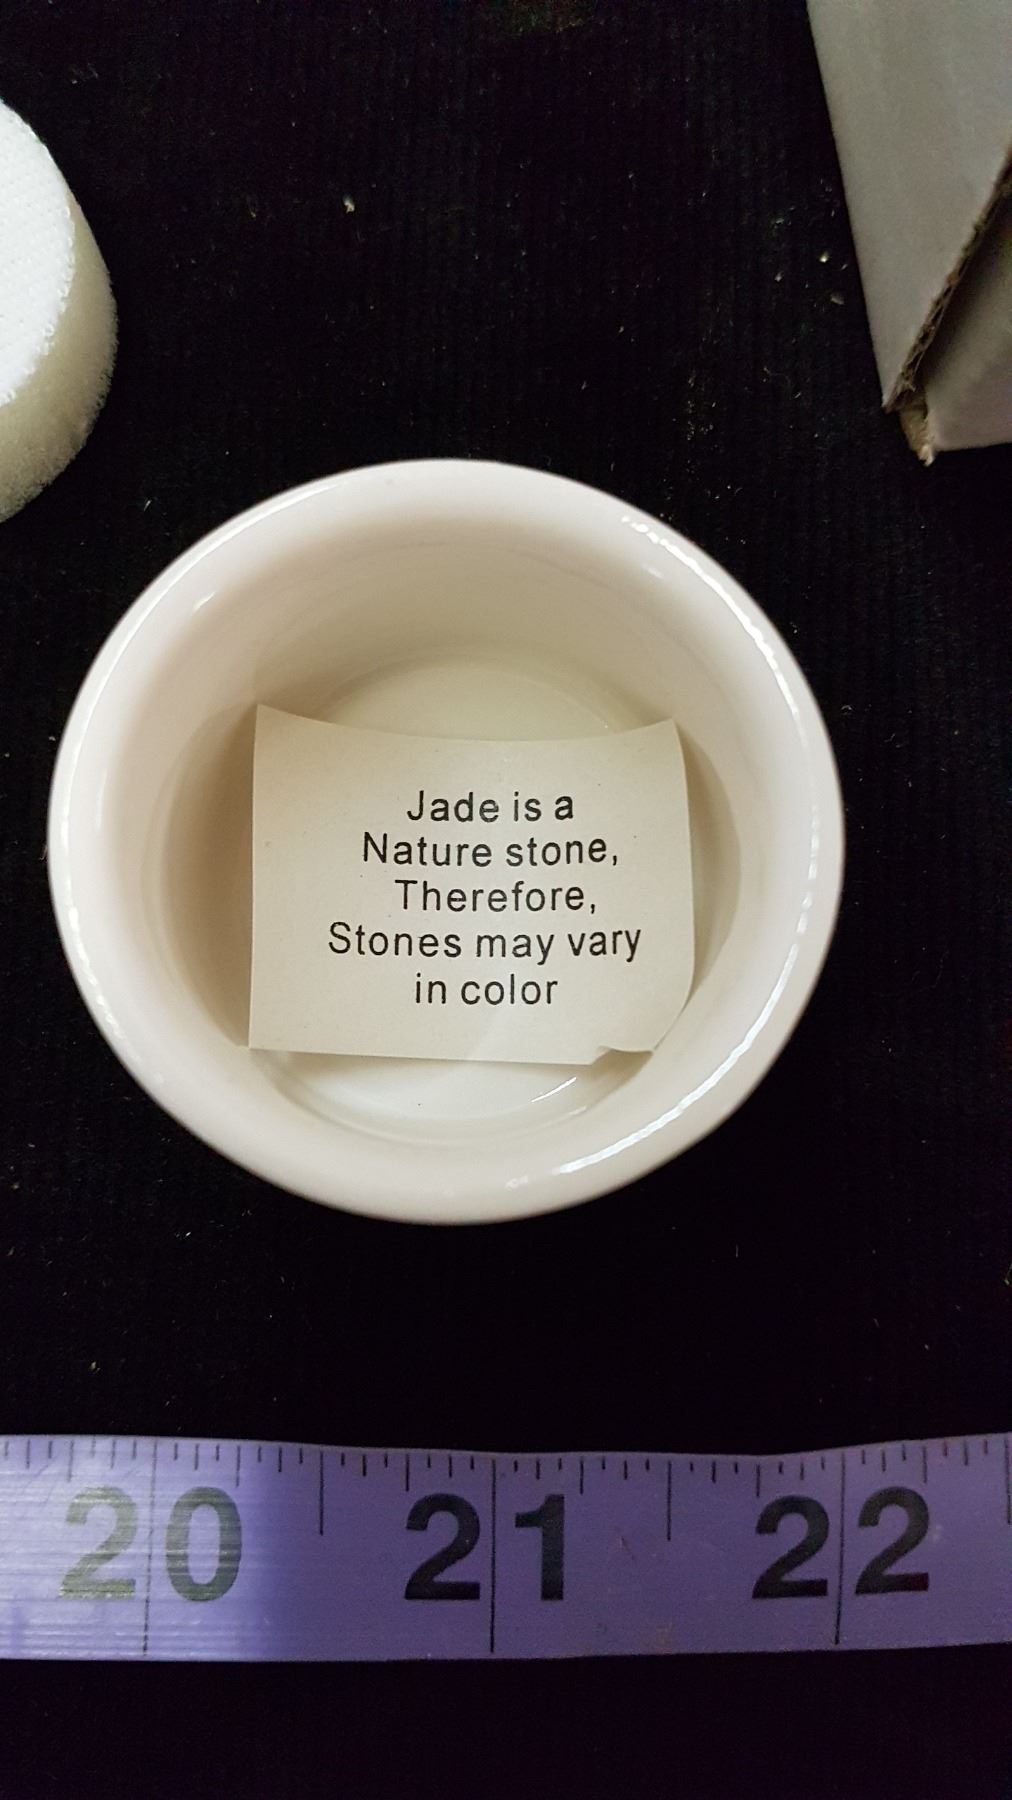 Jade is a
Nature stone,
Therefore,
Stones may vary
in color
20 21 22